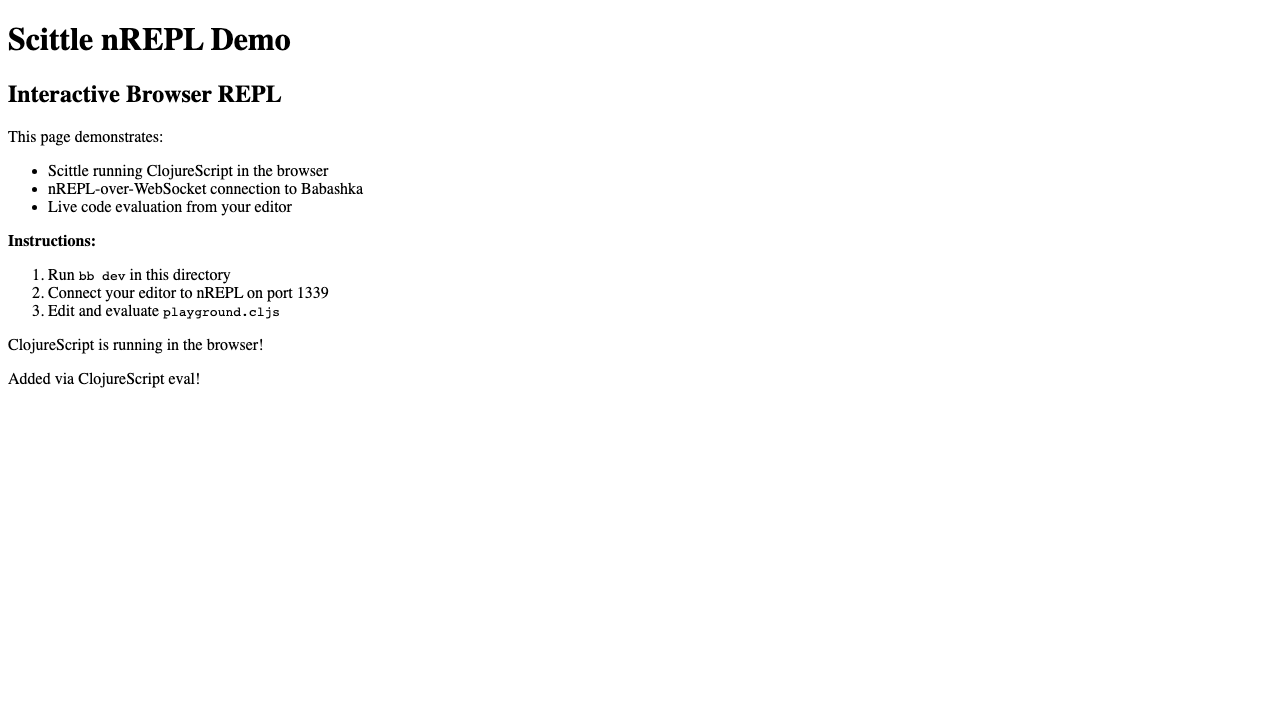 Scittle nREPL Demo
Interactive Browser REPL
This page demonstrates:
• Scittle running ClojureScript in the browser
• nREPL-over-WebSocket connection to Babashka
• Live code evaluation from your editor
Instructions:
1. Run bb dev in this directory
2. Connect your editor to nREPL on port 1339
3. Edit and evaluate playground.cljs
ClojureScript is running in the browser!
Added via ClojureScript eval!